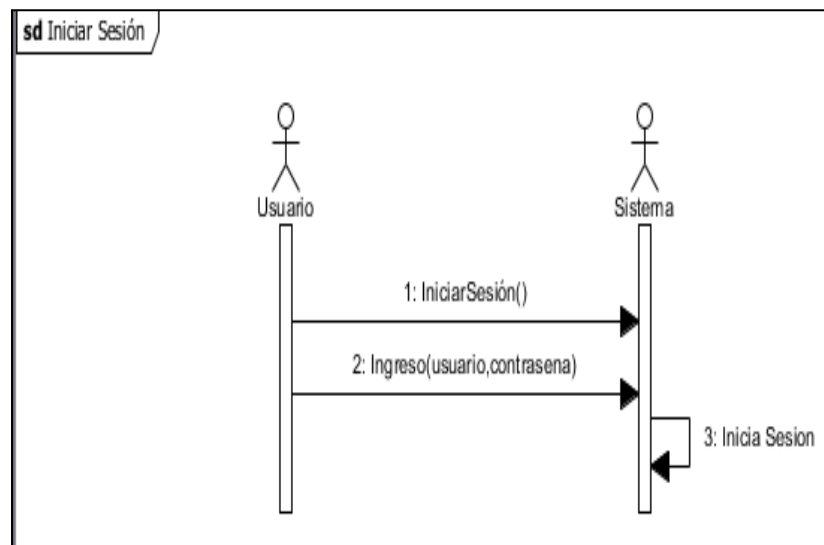 sd Iniciar Sesión
Usuario
Sistema
1: IniciarSesión()
2: Ingreso(usuario,contrasena)
3: Inicia Sesion